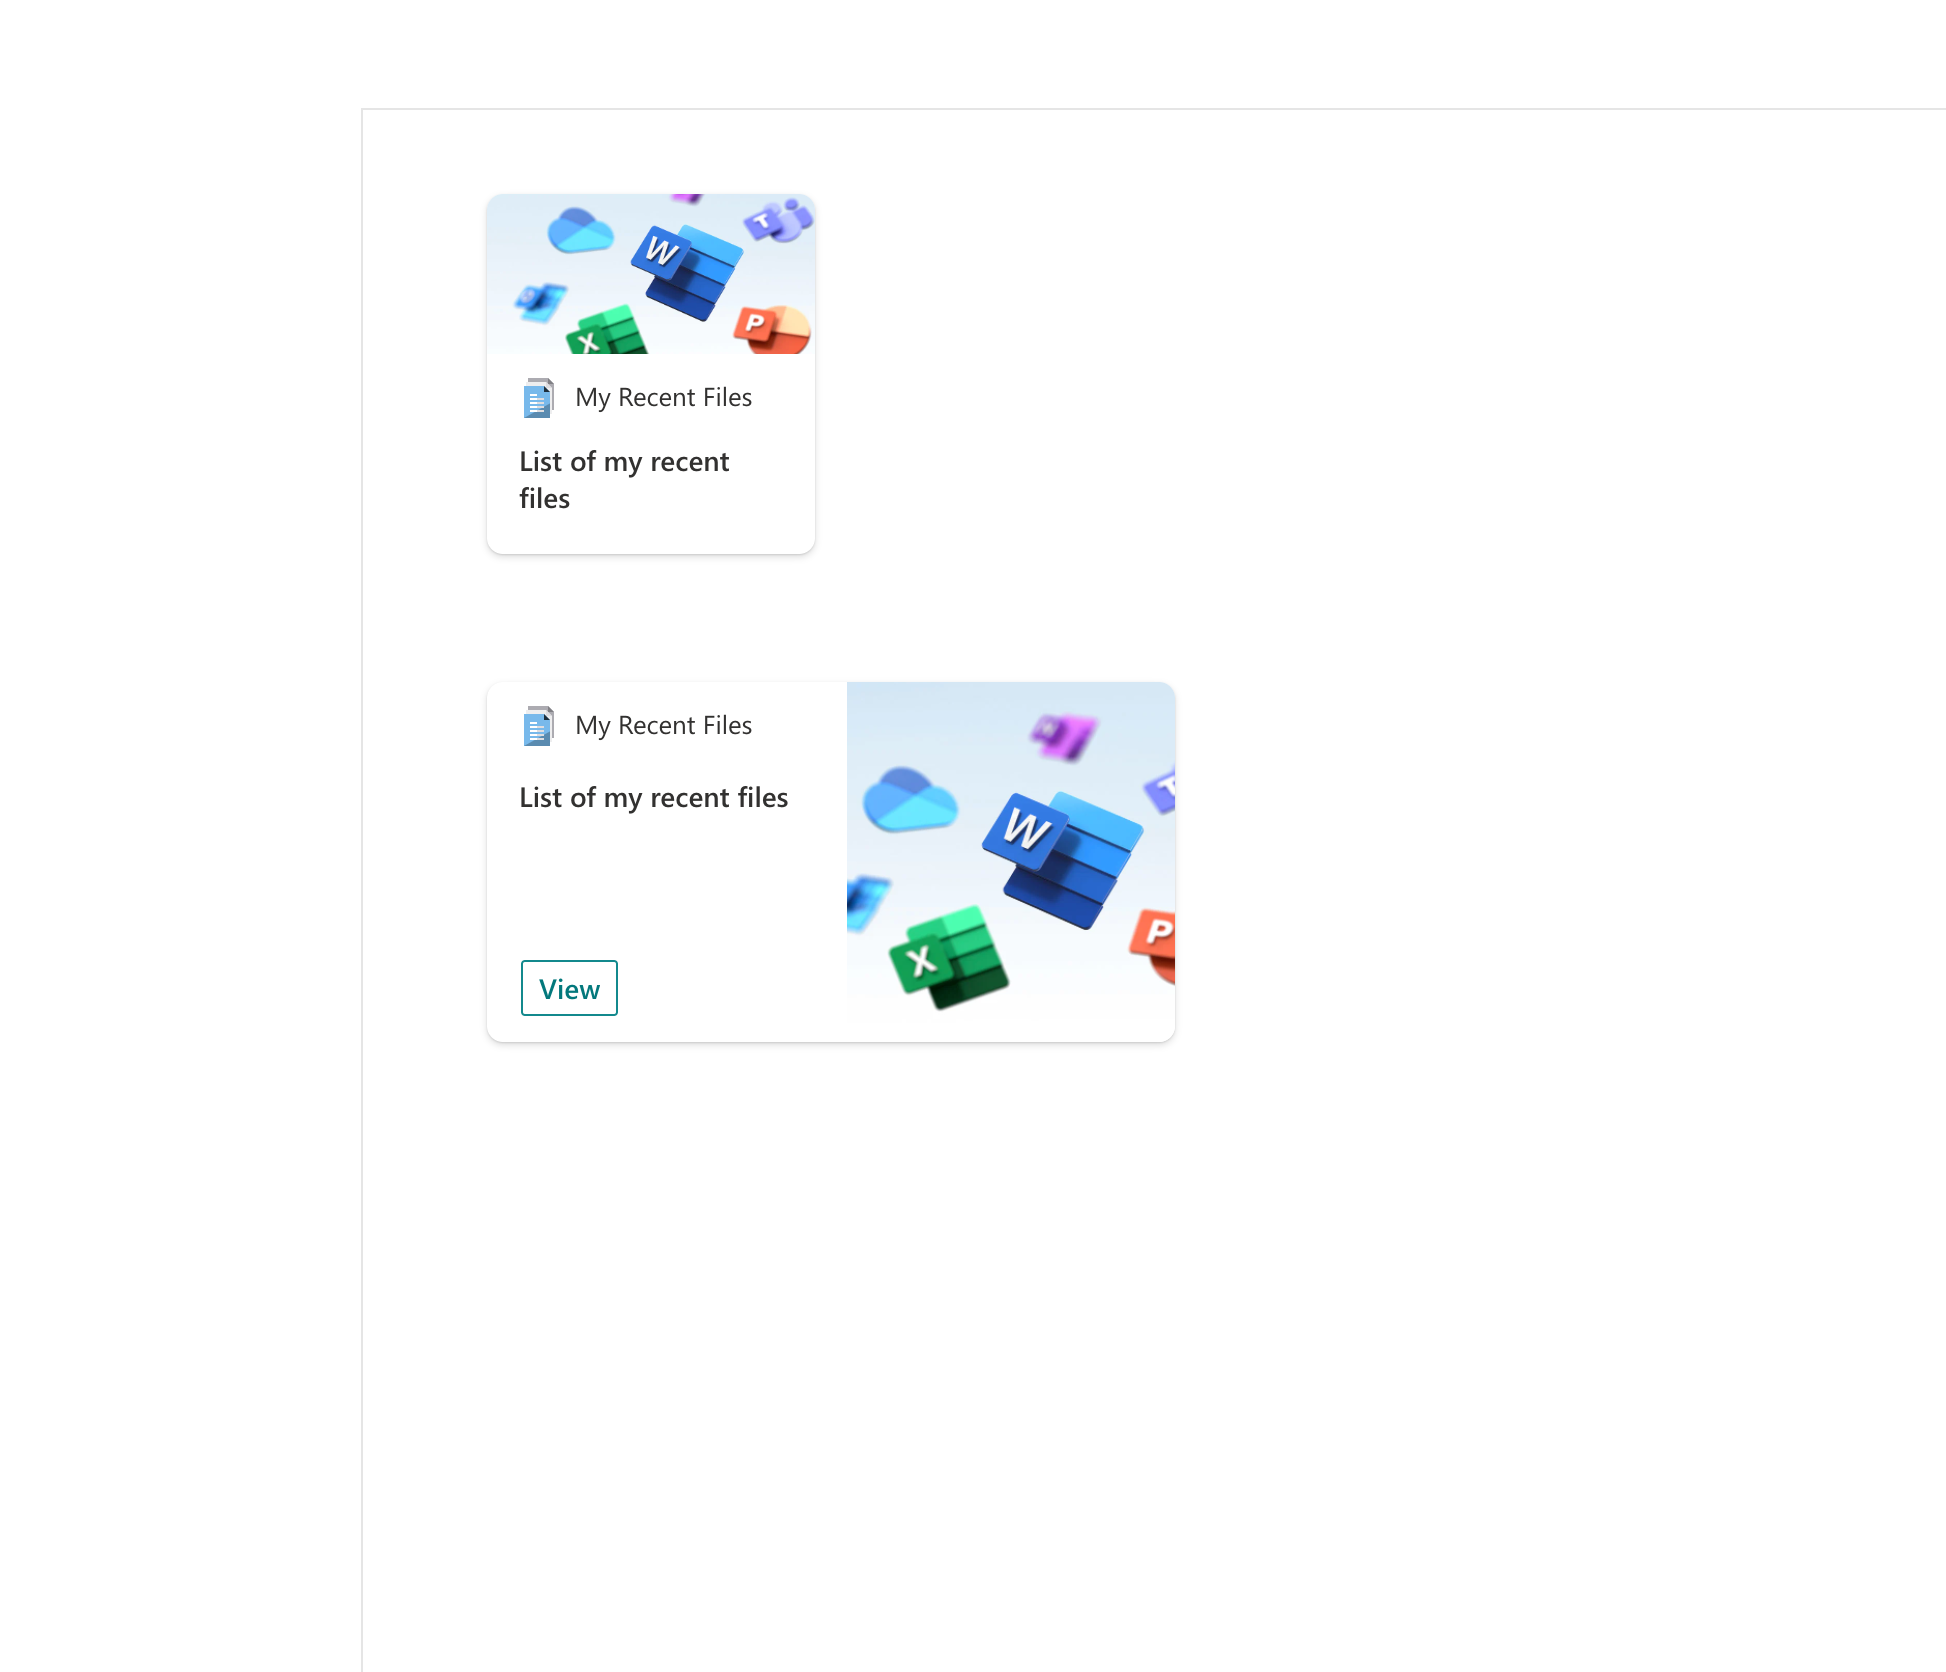 T
W
X
P
My Recent Files
List of my recent
files
My Recent Files
List of my recent files
T
W
X
P
View